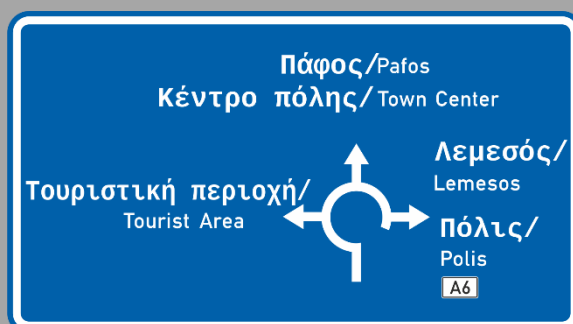 Πάφος/Pafos
Κέντρο πόλης/Town Center
Λεμεσός/
Lemesos
Τουριστική περιοχή/
Tourist Area
Πόλις/
Polis
A6